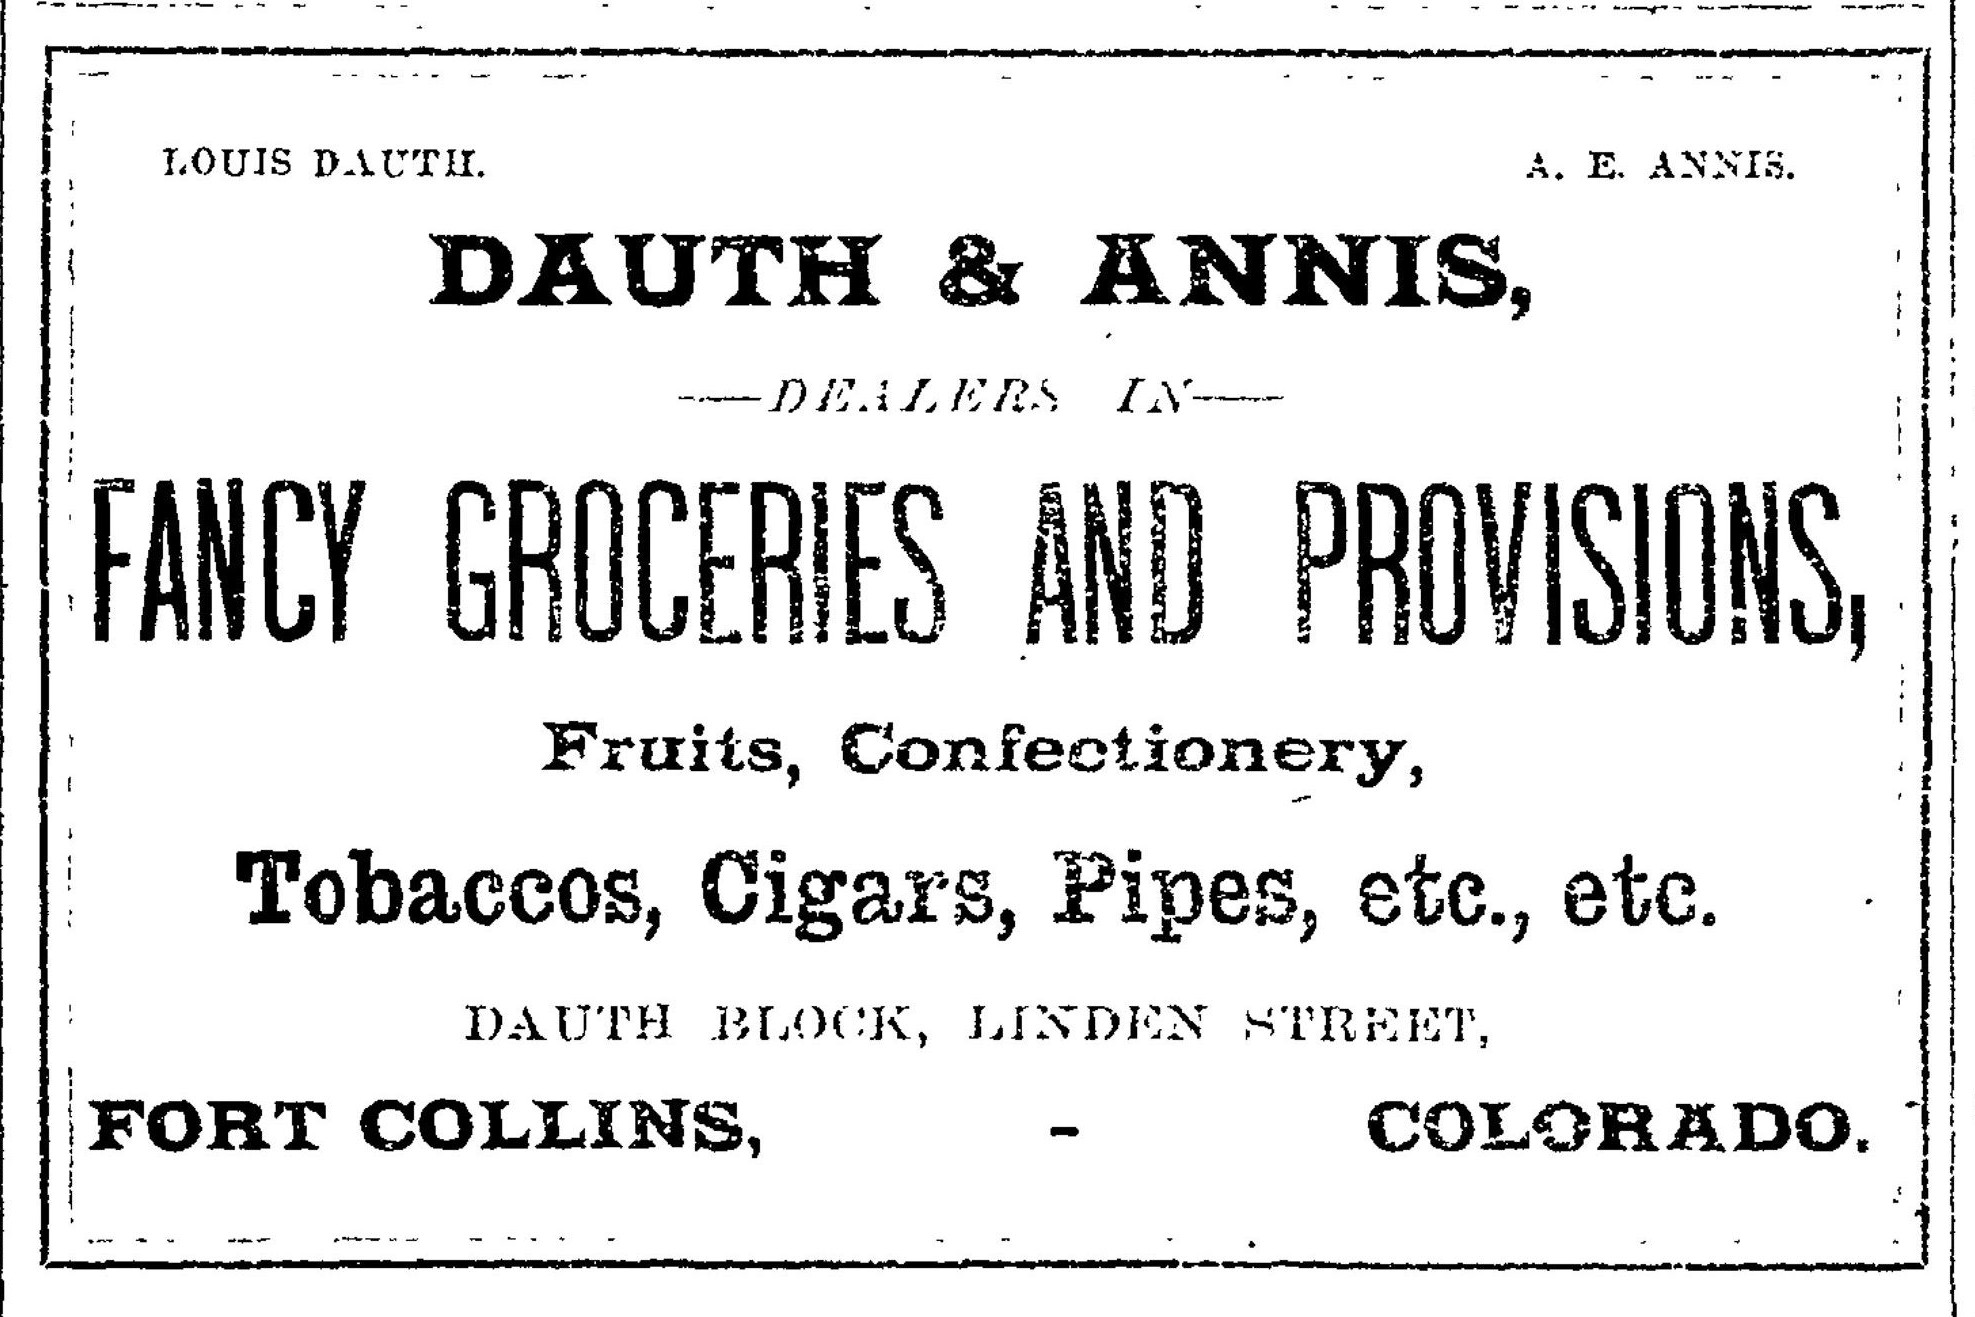 LOUIS DAUTH. A. E. ANNIS.
DAUTH & ANNIS,
—DEALERS IN—
FANCY GROCERIES AND PROVISIONS,
Fruits, Confectionery,
Tobaccos, Cigars, Pipes, etc., etc.
DAUTH BLOCK, LINDEN STREET,
FORT COLLINS, - COLORADO.